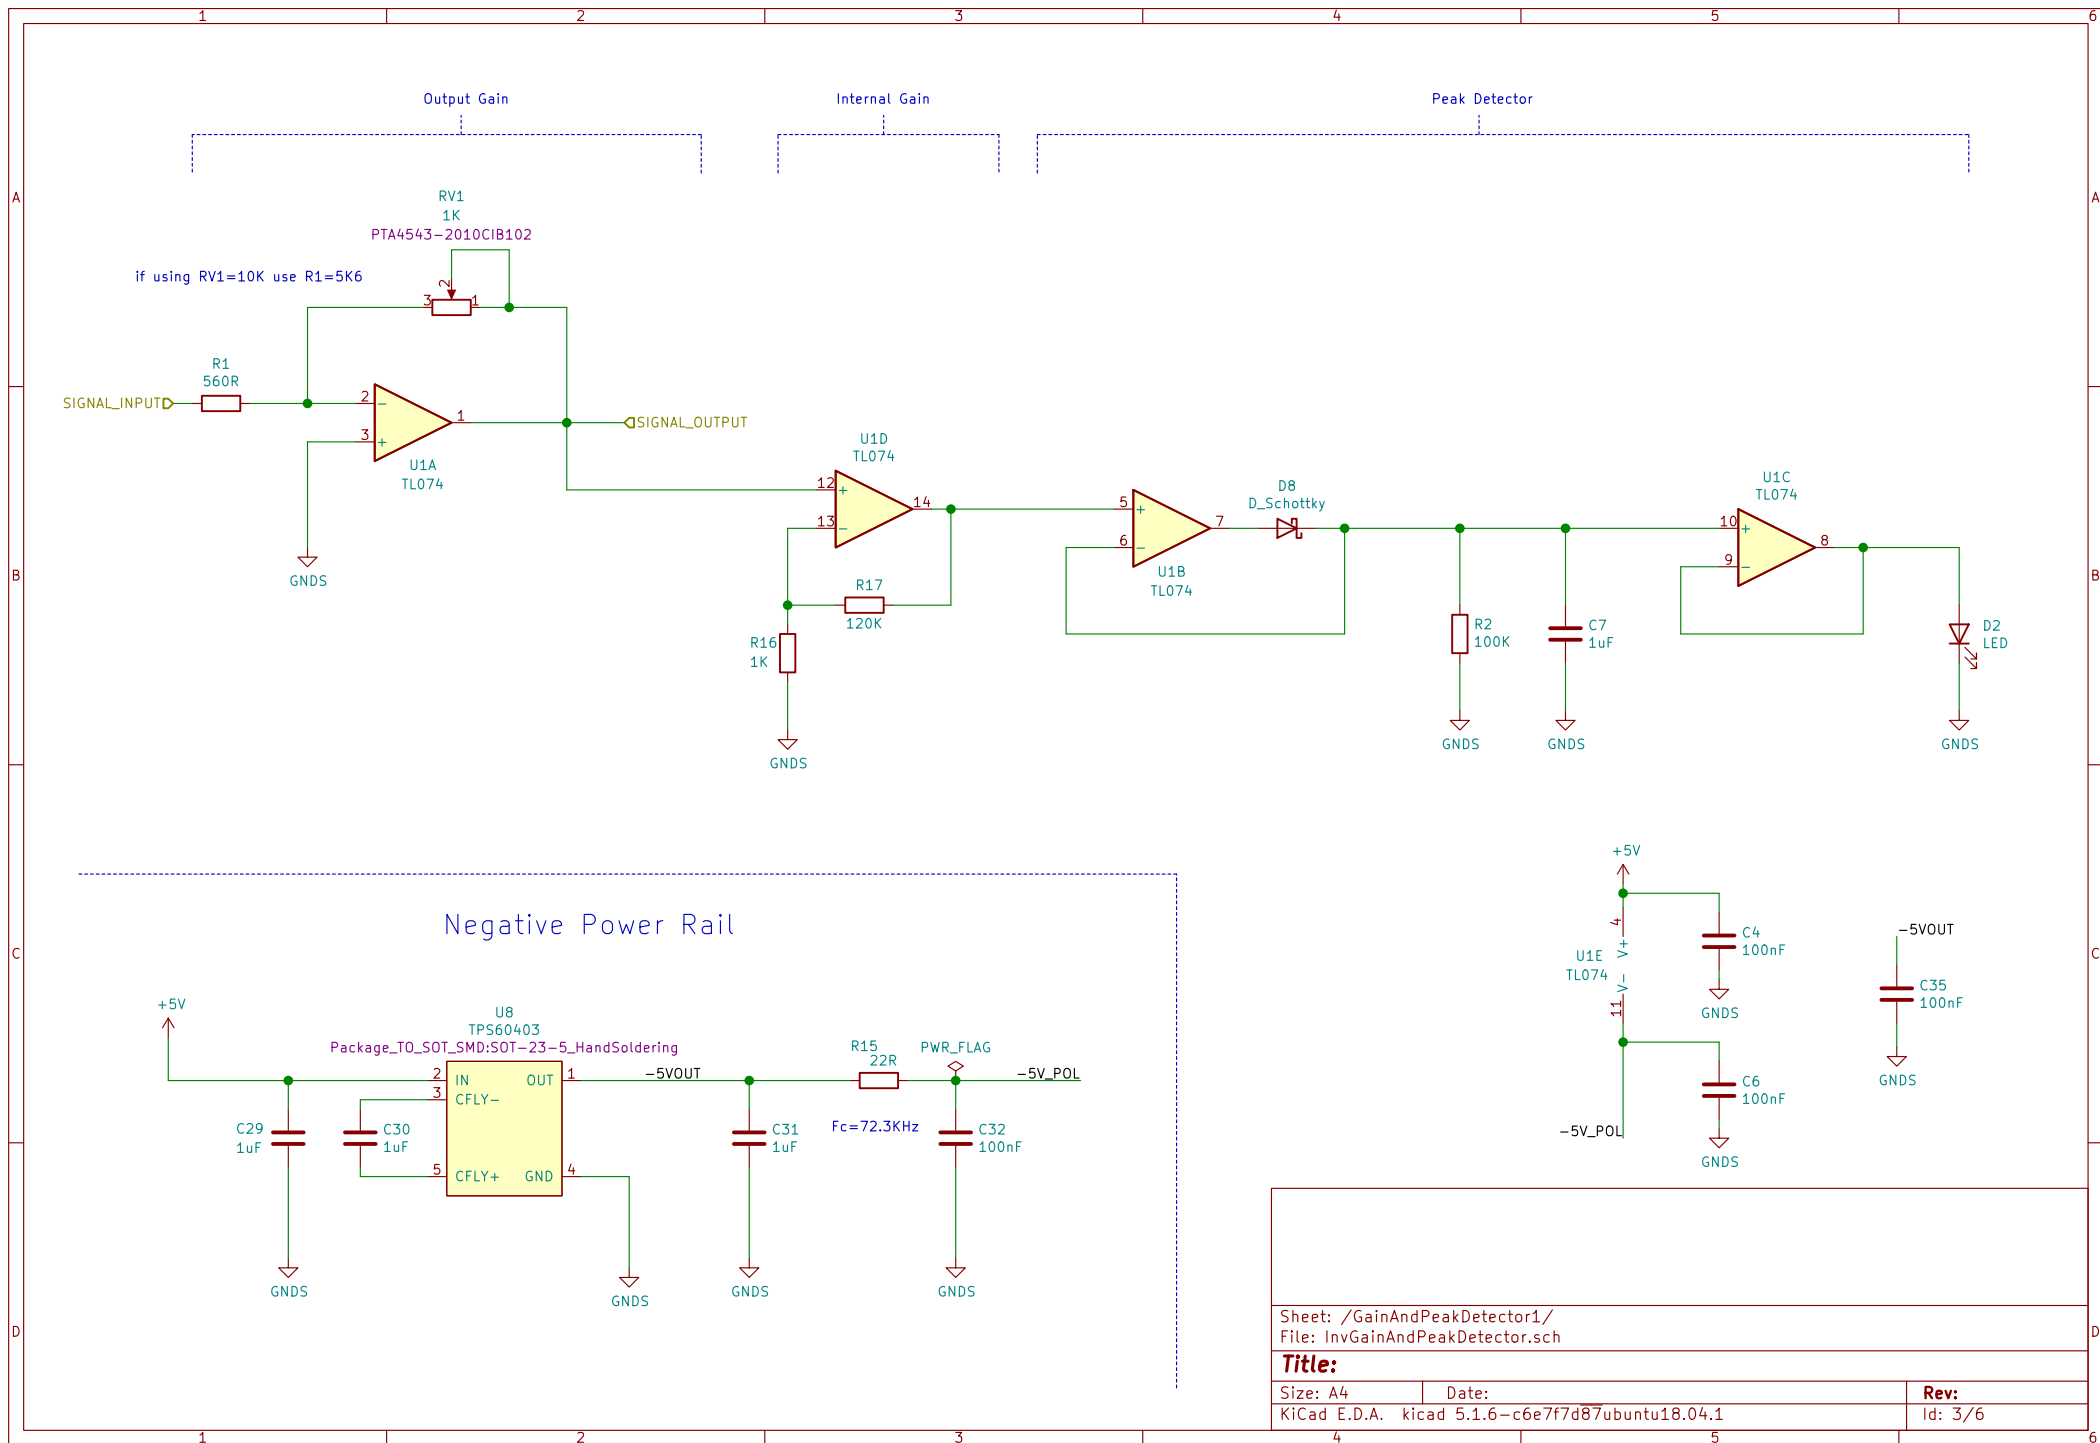 1 2 3 4 5 6
Output Gain
Internal Gain
Peak Detector
A
A
RV1
1K
PTA4543-2010CIB102
if using RV1=10K use R1=5K6
2
3
1
R1
560R
SIGNAL_INPUT
2
−
3
+
1
U1A
TL074
SIGNAL_OUTPUT
GNDS
U1D
TL074
12
+
13
−
14
R17
120K
R16
1K
GNDS
5
+
6
−
7
U1B
TL074
D8
D_Schottky
R2
100K
GNDS
C7
1uF
GNDS
U1C
TL074
10
+
9
−
8
D2
LED
GNDS
B
B
Negative Power Rail
+5V
U8
TPS60403
Package_TO_SOT_SMD:SOT-23-5_HandSoldering
2
IN
OUT
1
3
CFLY-
5
CFLY+
GND
4
C29
1uF
GNDS
C30
1uF
GNDS
-5VOUT
C31
1uF
GNDS
R15
22R
Fc=72.3KHz
PWR_FLAG
-5V_POL
C32
100nF
GNDS
+5V
4
V+
U1E
TL074
V-
11
C4
100nF
GNDS
-5V_POL
C6
100nF
GNDS
-5VOUT
C35
100nF
GNDS
C
C
Sheet: /GainAndPeakDetector1/
File: InvGainAndPeakDetector.sch
Title:
Size: A4
Date:
Rev:
KiCad E.D.A. kicad 5.1.6-c6e7f7d87ubuntu18.04.1
Id: 3/6
D
D
1 2 3 4 5 6